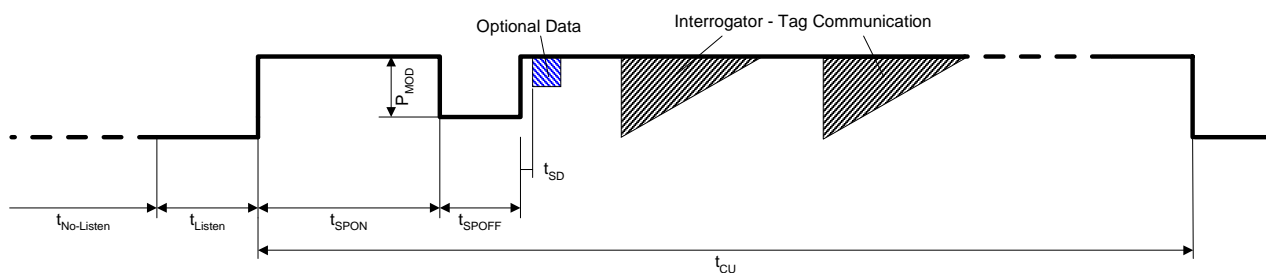 Optional Data
Interrogator - Tag Communication
PMOD
tSD
tNo-Listen
tListen
tSPON
tSPOFF
tCU